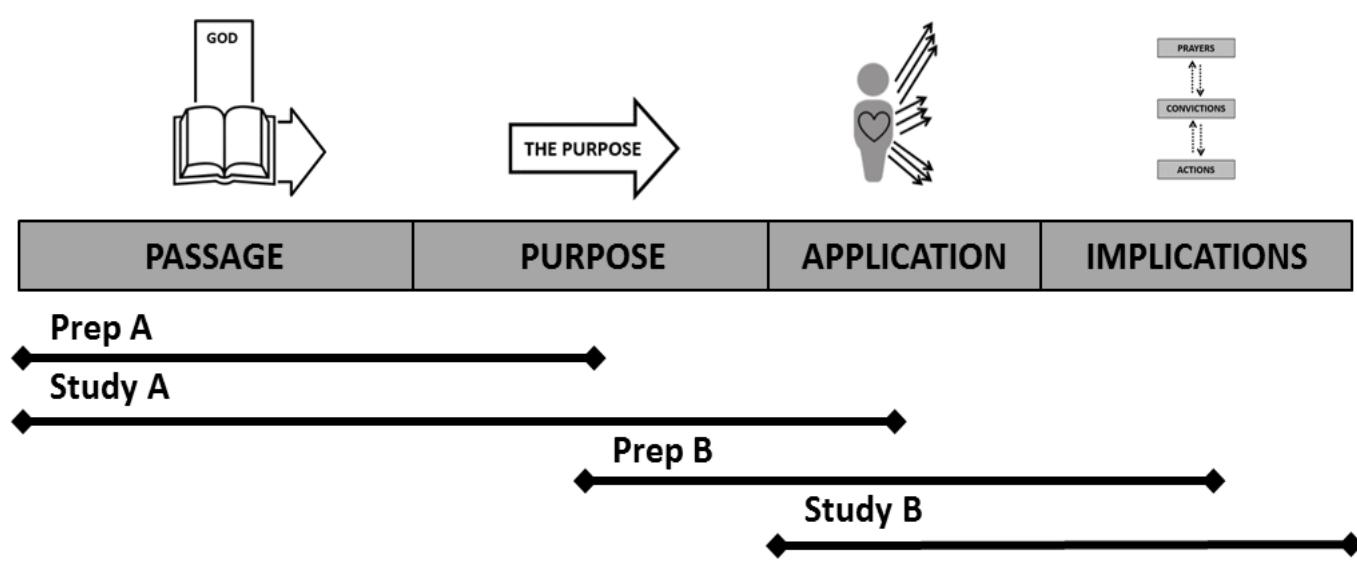 GOD
THE PURPOSE
PRAYERS
CONVICTIONS
ACTIONS
PASSAGE
PURPOSE
APPLICATION
IMPLICATIONS
Prep A
Study A
Prep B
Study B